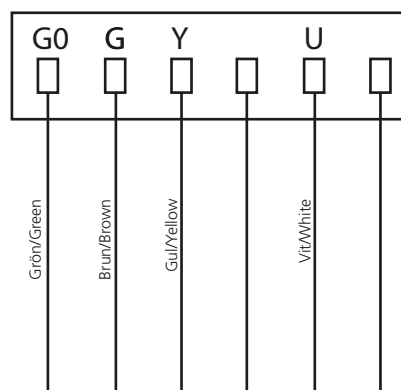 G0 G Y U
Grön/Green
Brun/Brown
Gul/Yellow
Vit/White